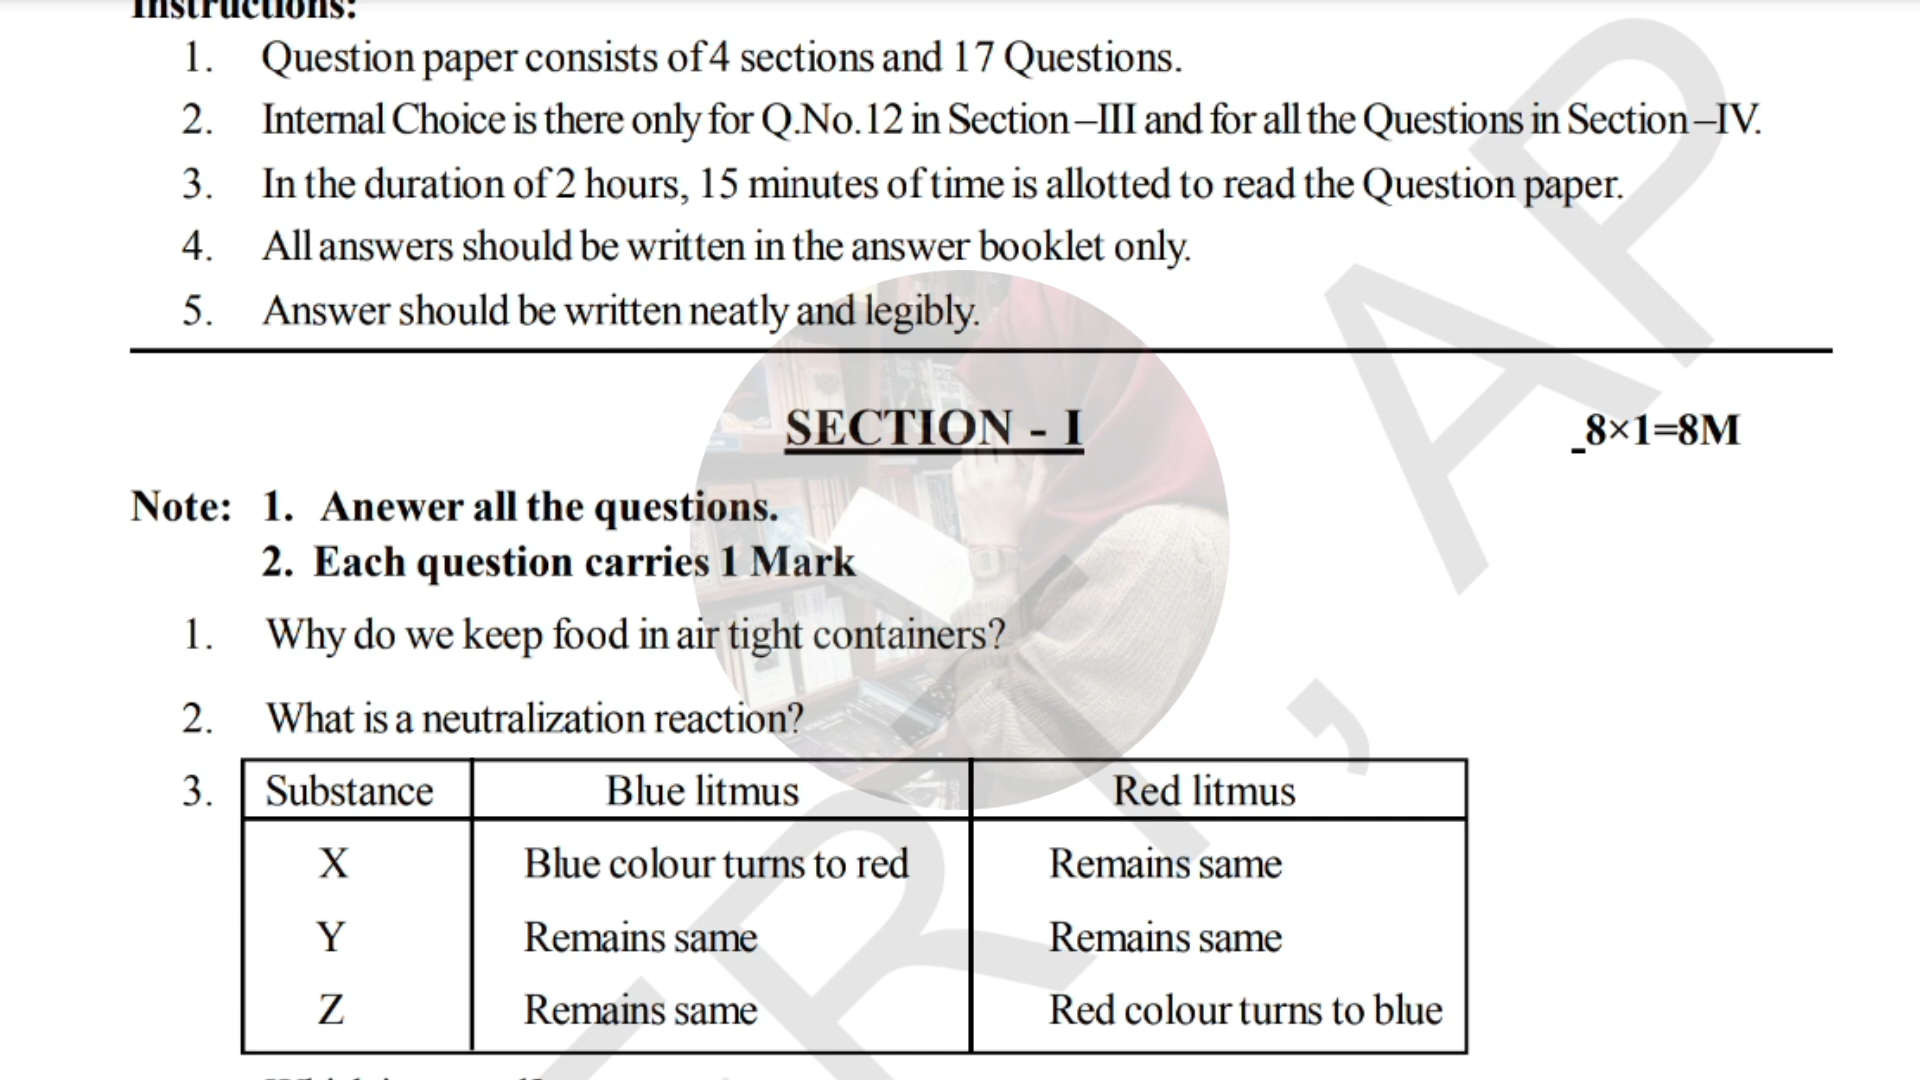 Instructions:
1. Question paper consists of 4 sections and 17 Questions.
2. Internal Choice is there only for Q.No.12 in Section–III and for all the Questions in Section–IV.
3. In the duration of 2 hours, 15 minutes of time is allotted to read the Question paper.
4. All answers should be written in the answer booklet only.
5. Answer should be written neatly and legibly.
SECTION - I 8×1=8M
Note: 1. Anewer all the questions.
2. Each question carries 1 Mark
1. Why do we keep food in air tight containers?
2. What is a neutralization reaction?
3. Substance Blue litmus Red litmus
X Blue colour turns to red Remains same
Y Remains same Remains same
Z Remains same Red colour turns to blue